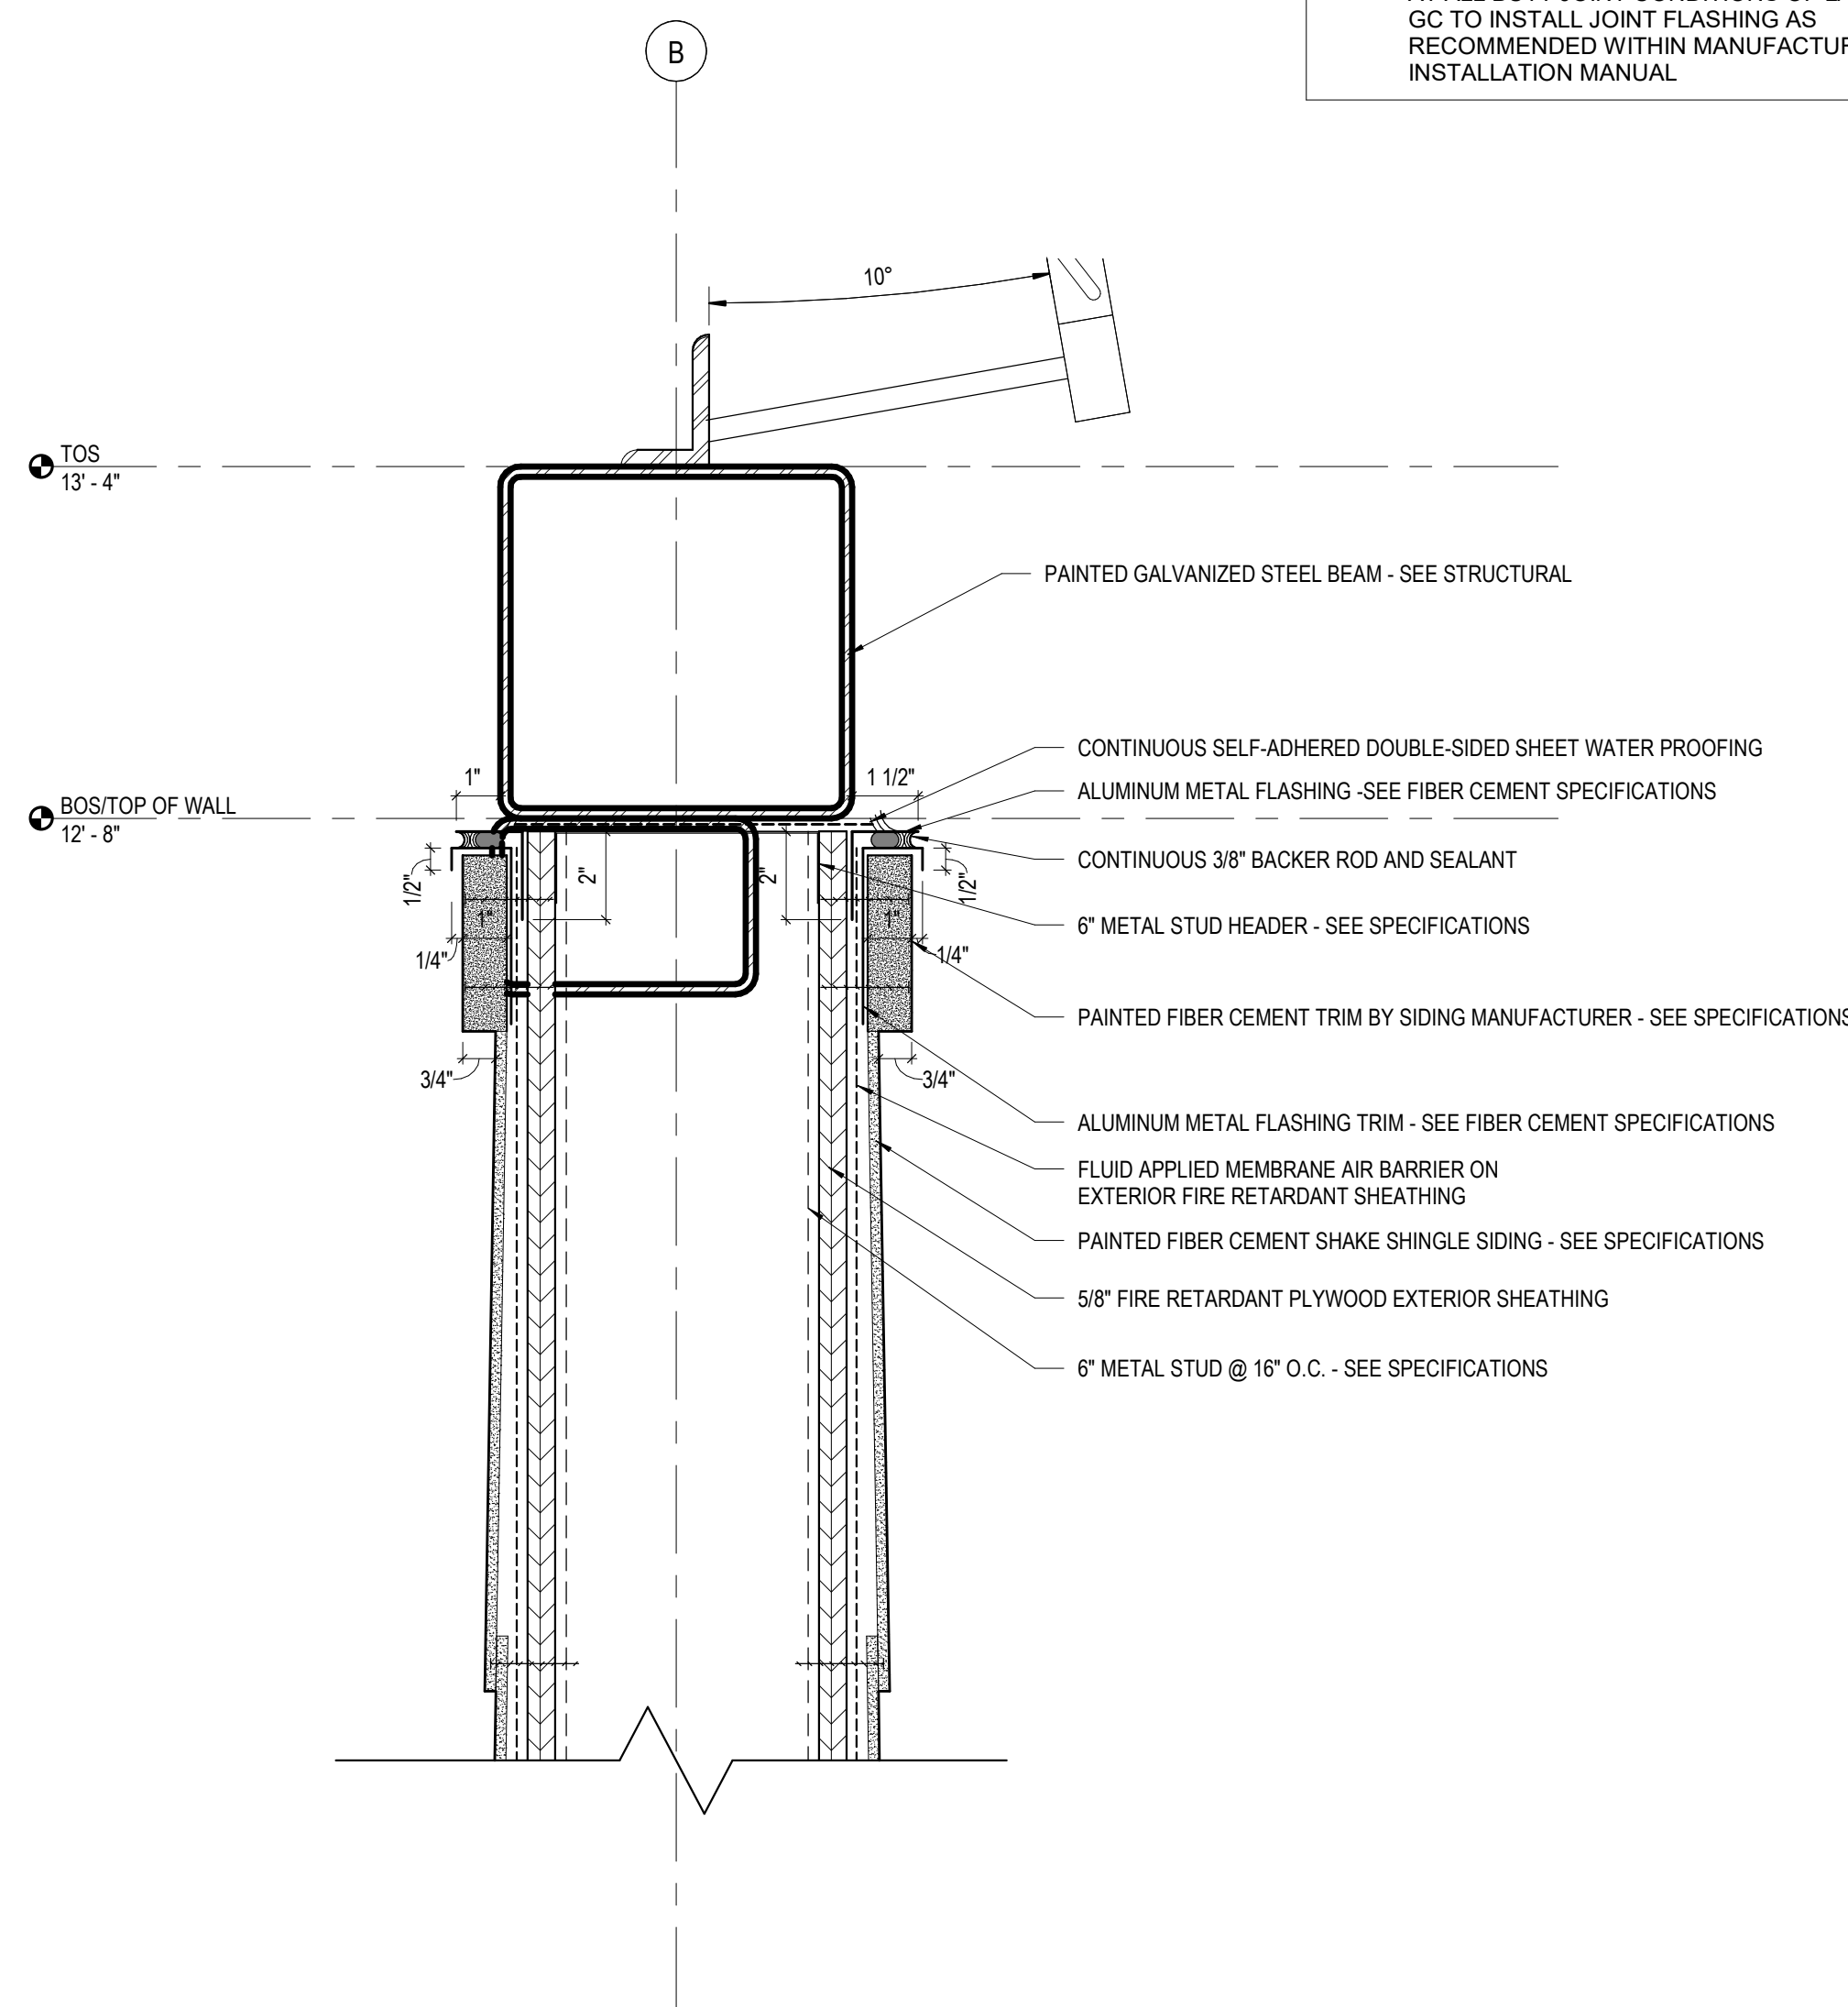 GC TO INSTALL JOINT FLASHING AS
RECOMMENDED WITHIN
INSTALLATION MANUAL
B
10°
TOS
13' - 4"
PAINTED GALVANIZED STEEL BEAM - SEE STRUCTURAL
CONTINUOUS SELF-ADHERED DOUBLE-SIDED SHEET WATER PROOFING
1"
1 1/2"
ALUMINUM METAL FLASHING -SEE FIBER CEMENT SPECIFICATIONS
BOS/TOP OF WALL
12' - 8"
CONTINUOUS 3/8" BACKER ROD AND SEALANT
1/2"
2"
2"
1/2"
6" METAL STUD HEADER - SEE SPECIFICATIONS
1"
1"
1/4"
1/4"
PAINTED FIBER CEMENT TRIM BY SIDING MANUFACTURER - SEE SPECIFICATIONS
3/4"
3/4"
ALUMINUM METAL FLASHING TRIM - SEE FIBER CEMENT SPECIFICATIONS
FLUID APPLIED MEMBRANE AIR BARRIER ON
EXTERIOR FIRE RETARDANT SHEATHING
PAINTED FIBER CEMENT SHAKE SHINGLE SIDING - SEE SPECIFICATIONS
5/8" FIRE RETARDANT PLYWOOD EXTERIOR SHEATHING
6" METAL STUD @ 16" O.C. - SEE SPECIFICATIONS